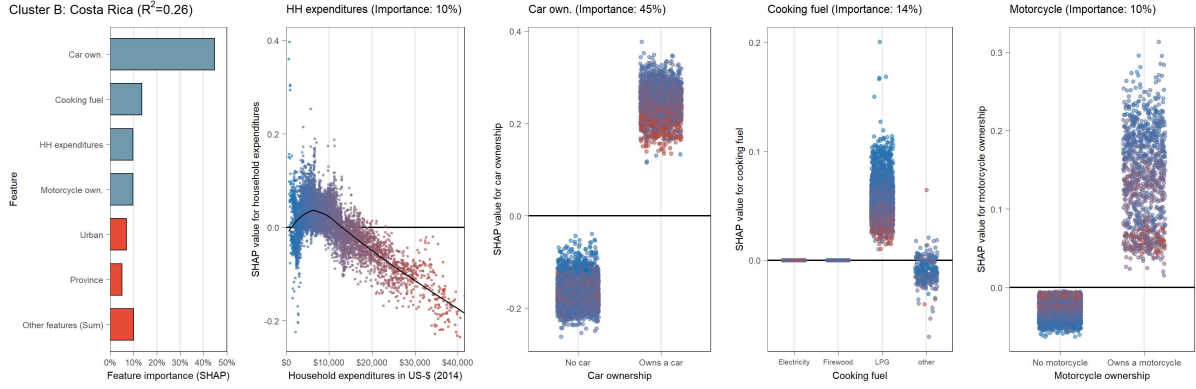 Cluster B: Costa Rica (R²=0.26)
Feature
Car own.
Cooking fuel
HH expenditures
Motorcycle own.
Urban
Province
Other features (Sum)
0% 10% 20% 30% 40% 50%
Feature importance (SHAP)
HH expenditures (Importance: 10%)
SHAP value for household expenditures
0.4
0.2
0.0
-0.2
$0 $10,000 $20,000 $30,000 $40,000
Household expenditures in US-$ (2014)
Car own. (Importance: 45%)
SHAP value for car ownership
0.4
0.2
0.0
-0.2
No car Owns a car
Car ownership
Cooking fuel (Importance: 14%)
SHAP value for cooking fuel
0.2
0.1
0.0
Electricity Firewood LPG other
Cooking fuel
Motorcycle (Importance: 10%)
SHAP value for motorcycle ownership
0.3
0.2
0.1
0.0
No motorcycle Owns a motorcycle
Motorcycle ownership